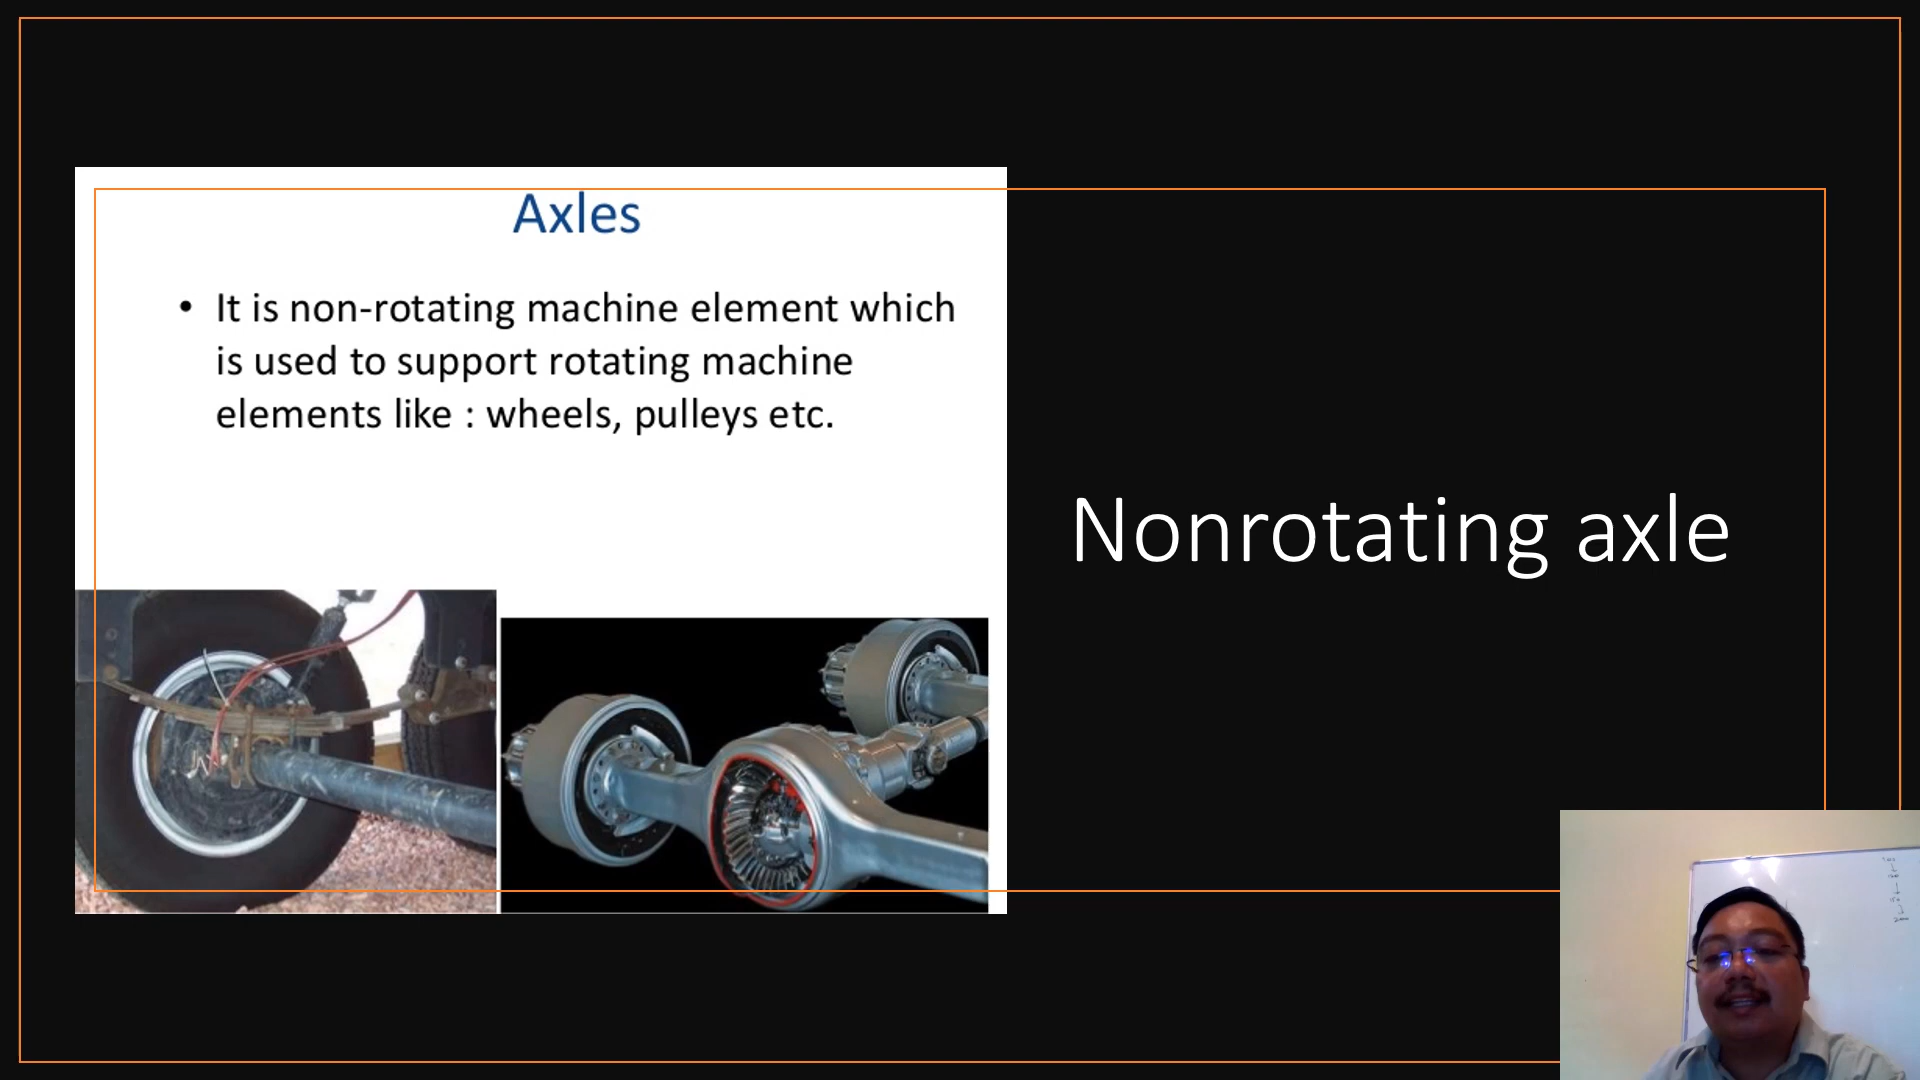 Axles
• It is non-rotating machine element which
is used to support rotating machine
elements like : wheels, pulleys etc.
Nonrotating axle